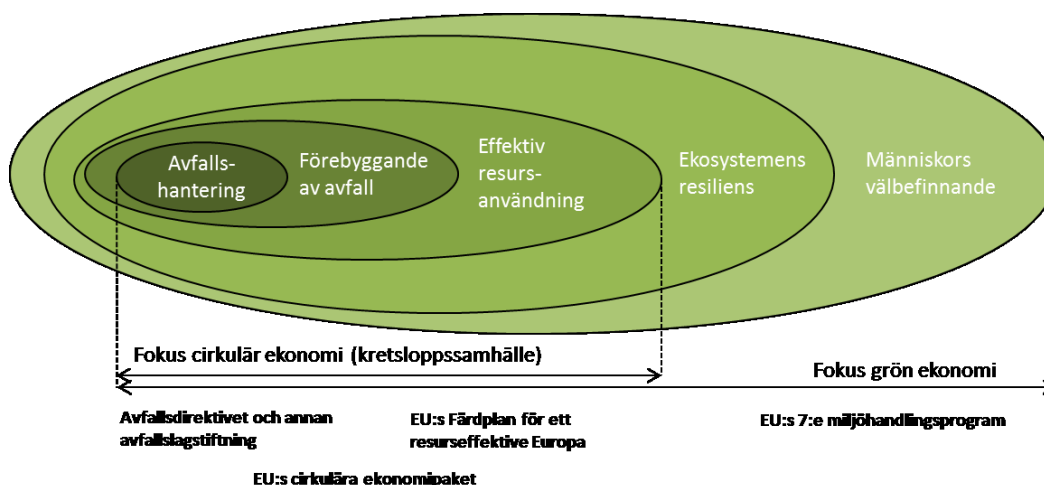 Avfalls-
hantering
Förebyggande
av avfall
Effektiv
resurs-
användning
Ekosystemens
resiliens
Människors
välbefinnande
Fokus cirkulär ekonomi (kretsloppssamhälle)
Fokus grön ekonomi
Avfallsdirektivet och annan
avfallslagstiftning
EU:s Färdplan för ett
resurseffektive Europa
EU:s 7:e miljöhandlingsprogram
EU:s cirkulära ekonomipaket